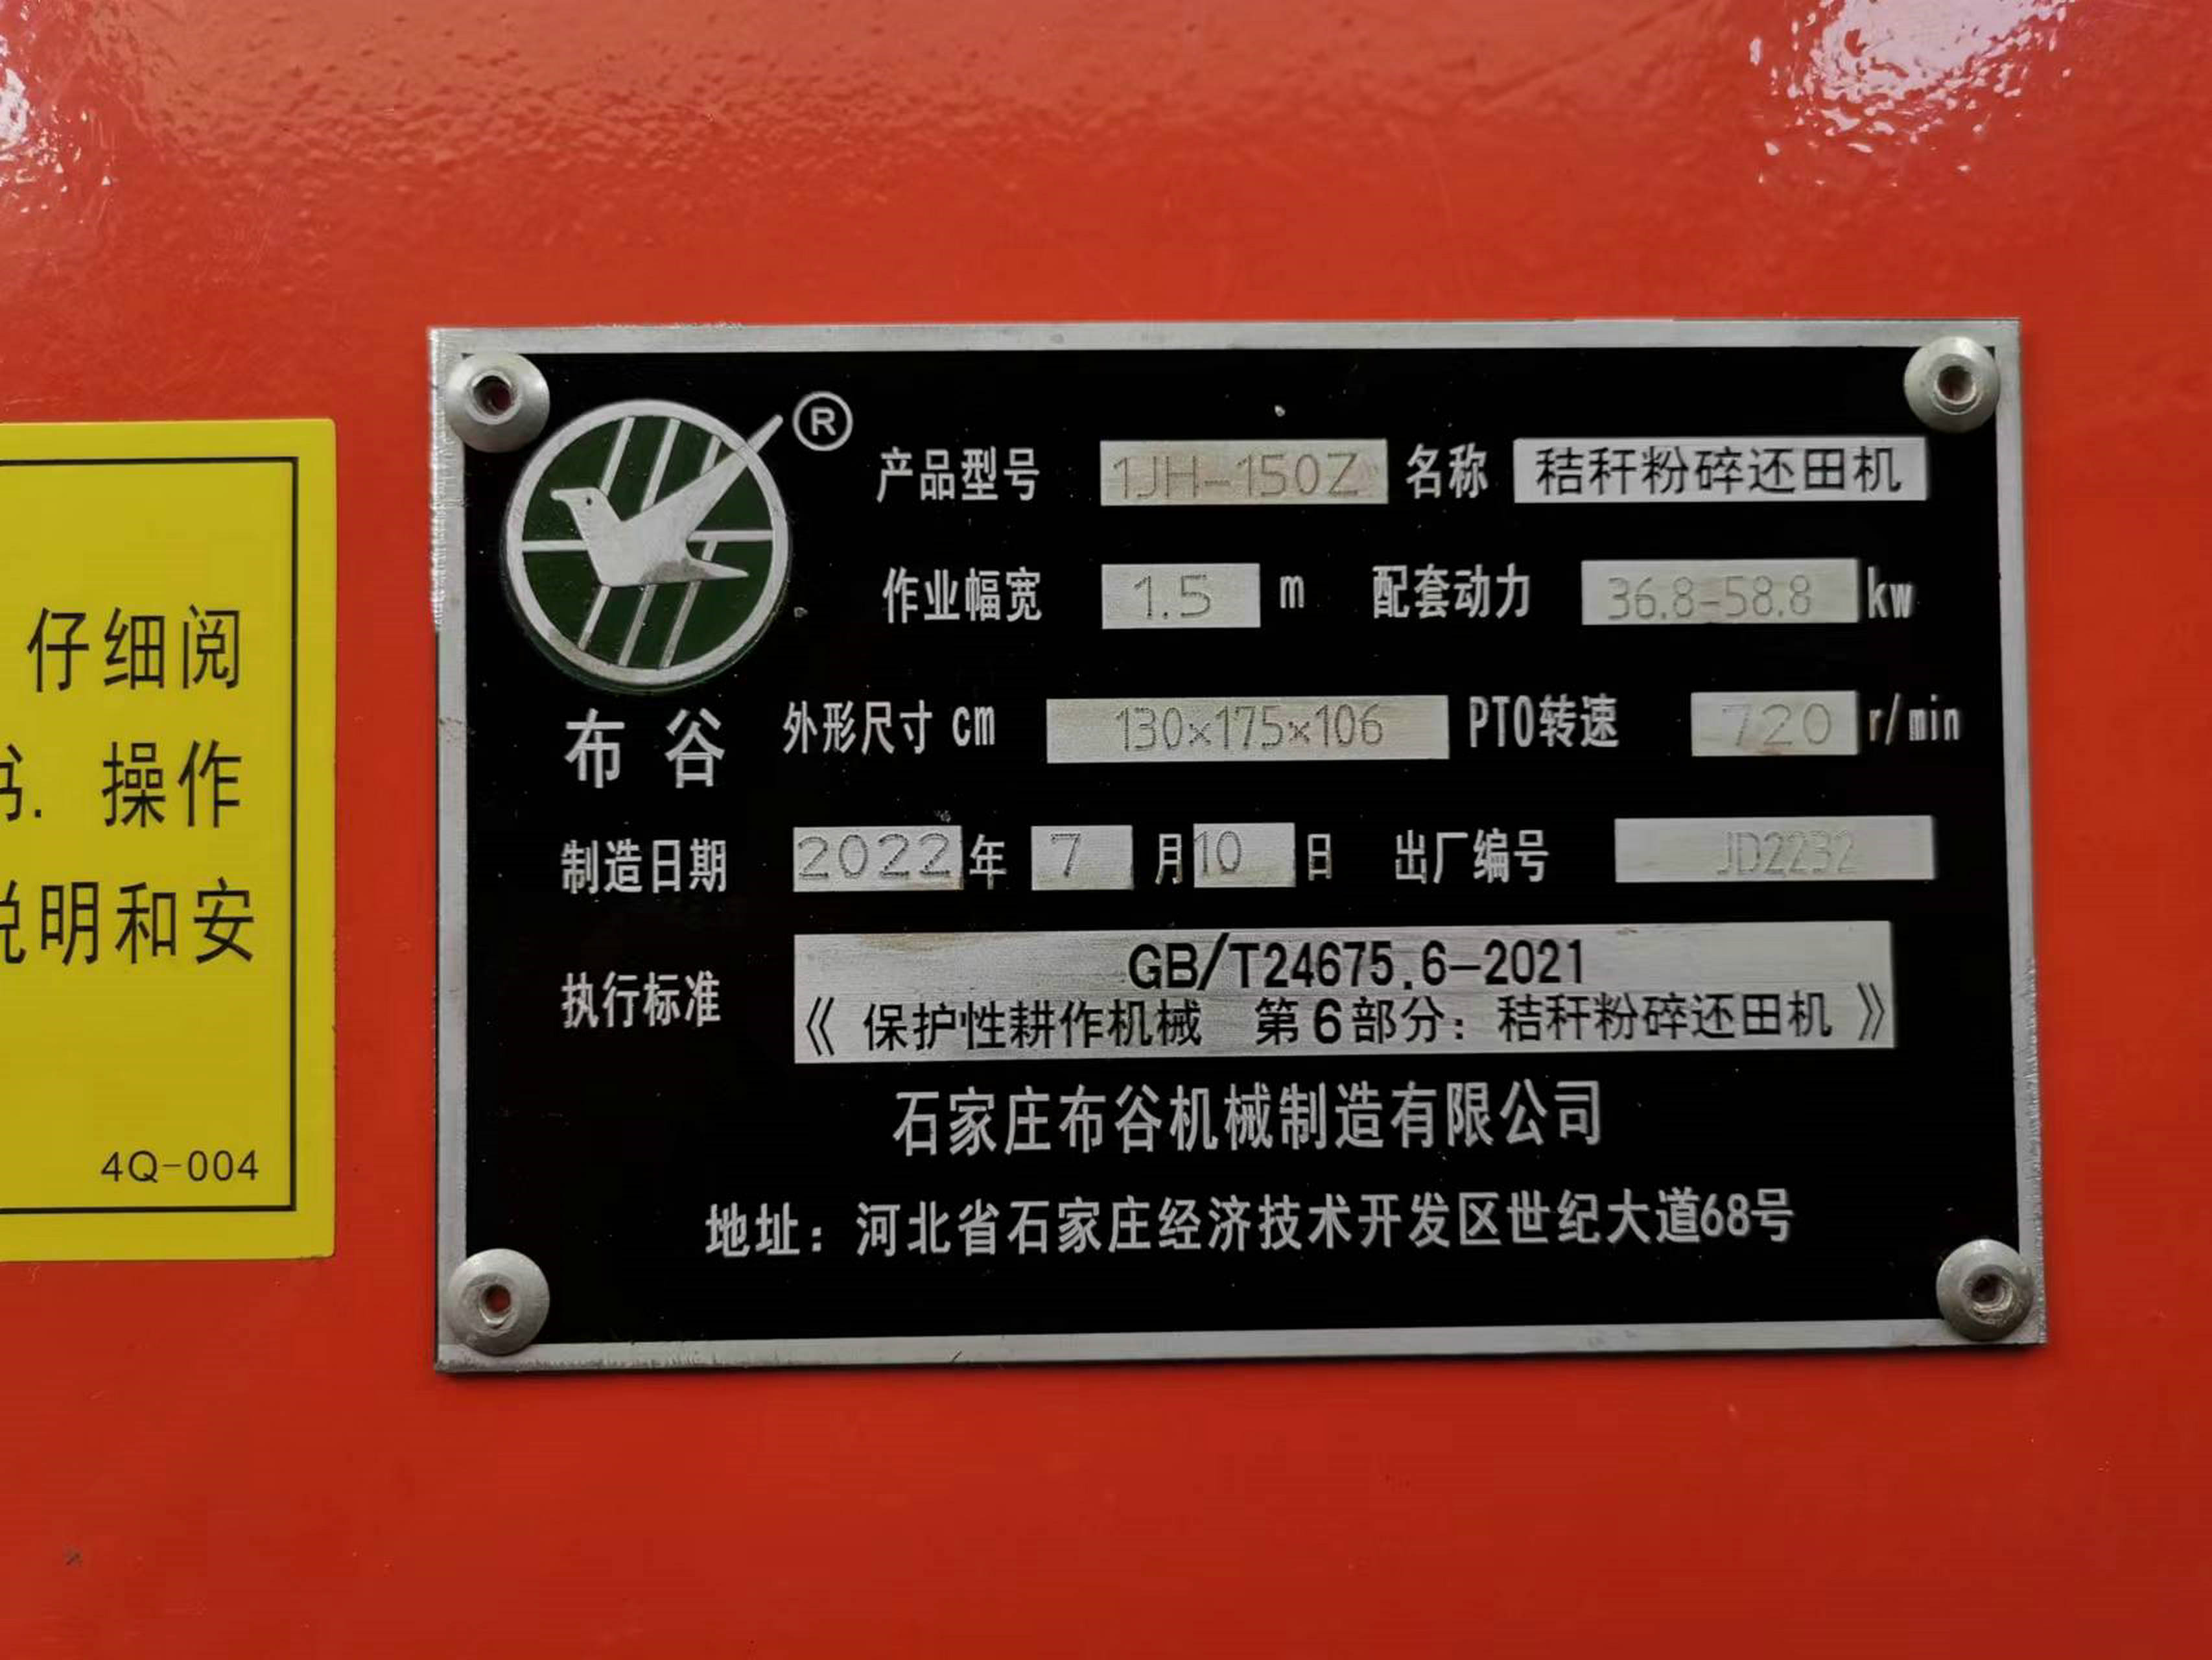 仔细阅
书. 操作
说明和安
4Q-004
®
布谷
产品型号 1JH-150Z 名称 秸秆粉碎还田机
作业幅宽 1.5 m 配套动力 36.8-58.8 kw
外形尺寸 cm 130×175×106 PTO转速 720 r/min
制造日期 2022 年 7 月 10 日 出厂编号 JD2232
执行标准 GB/T24675.6-2021
《保护性耕作机械 第6部分：秸秆粉碎还田机》
石家庄布谷机械制造有限公司
地址：河北省石家庄经济技术开发区世纪大道68号